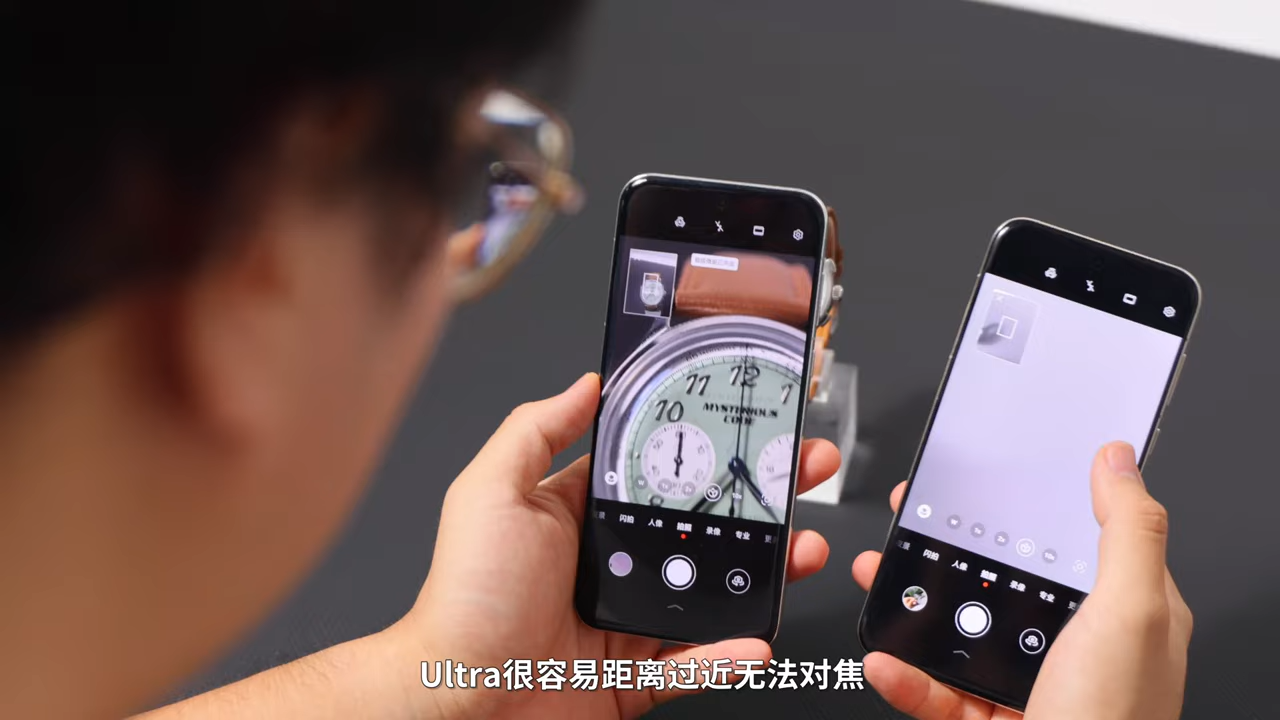 11
12
1
10
MYSTERIOUS
CODE
闪拍
人像
拍照
录像
专业
闪拍
人像
拍照
录像
专业
Ultra很容易距离过近无法对焦